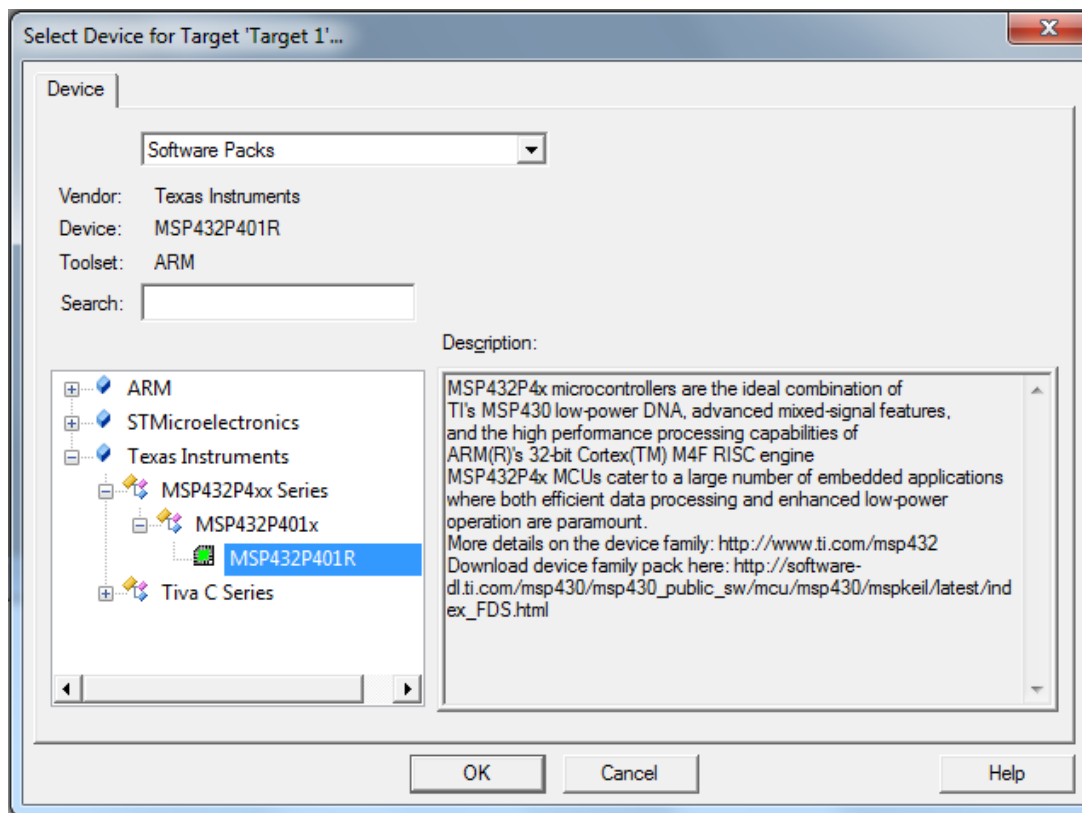 Select Device for Target 'Target 1'...
Device
Software Packs
Vendor: Texas Instruments
Device: MSP432P401R
Toolset: ARM
Search:
Description:
ARM
STMicroelectronics
Texas Instruments
MSP432P4xx Series
MSP432P401x
MSP432P401R
Tiva C Series
MSP432P4x microcontrollers are the ideal combination of
TI's MSP430 low-power DNA, advanced mixed-signal features,
and the high performance processing capabilities of
ARM(R)'s 32-bit Cortex(TM) M4F RISC engine
MSP432P4x MCUs cater to a large number of embedded applications
where both efficient data processing and enhanced low-power
operation are paramount.
More details on the device family: http://www.ti.com/msp432
Download device family pack here: http://software-
dl.ti.com/msp430/msp430_public_sw/mcu/msp430/mspkeil/latest/ind
ex_FDS.html
OK Cancel Help